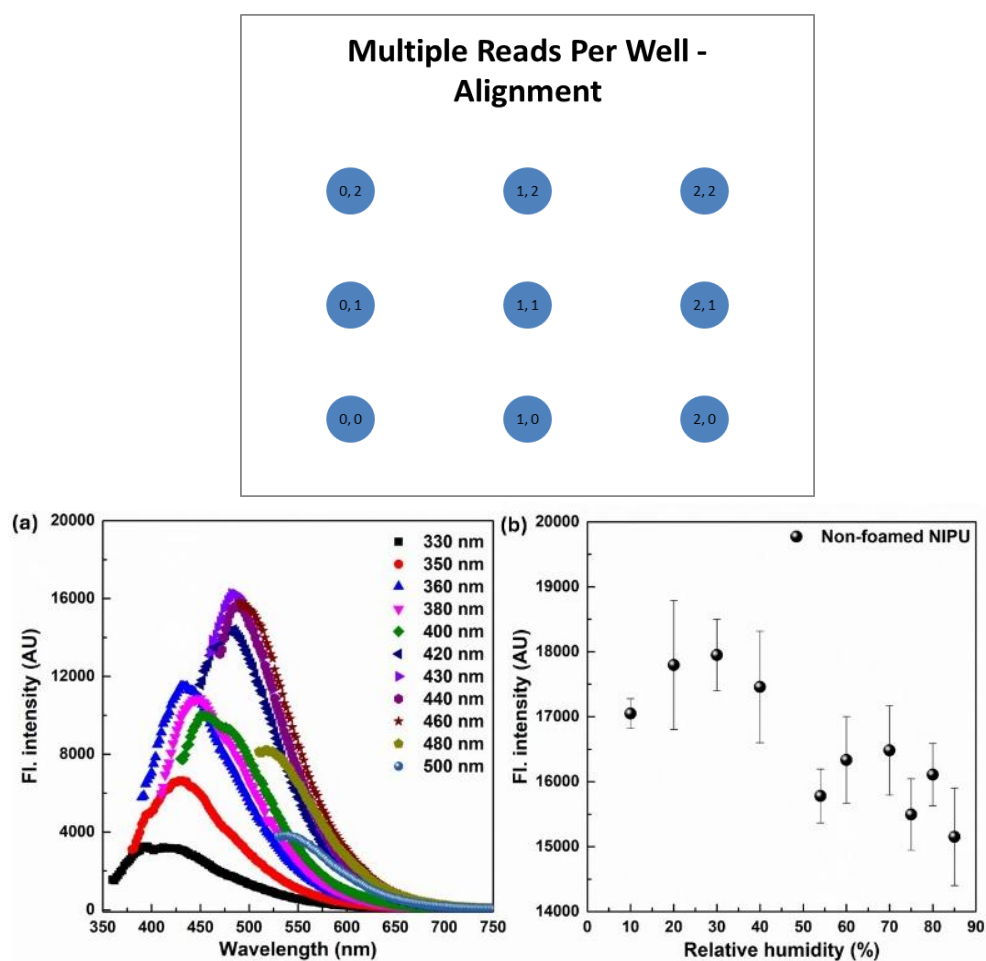 Multiple Reads Per Well -
Alignment
0, 2
1, 2
2, 2
0, 1
1, 1
2, 1
0, 0
1, 0
2, 0
(a)
20000
16000
12000
8000
4000
0
Fl. intensity (AU)
350
400
450
500
550
600
650
700
750
Wavelength (nm)
330 nm
350 nm
360 nm
380 nm
400 nm
420 nm
430 nm
440 nm
460 nm
480 nm
500 nm
(b)
20000
19000
18000
17000
16000
15000
14000
Fl. intensity (AU)
0
10
20
30
40
50
60
70
80
90
Relative humidity (%)
Non-foamed NIPU